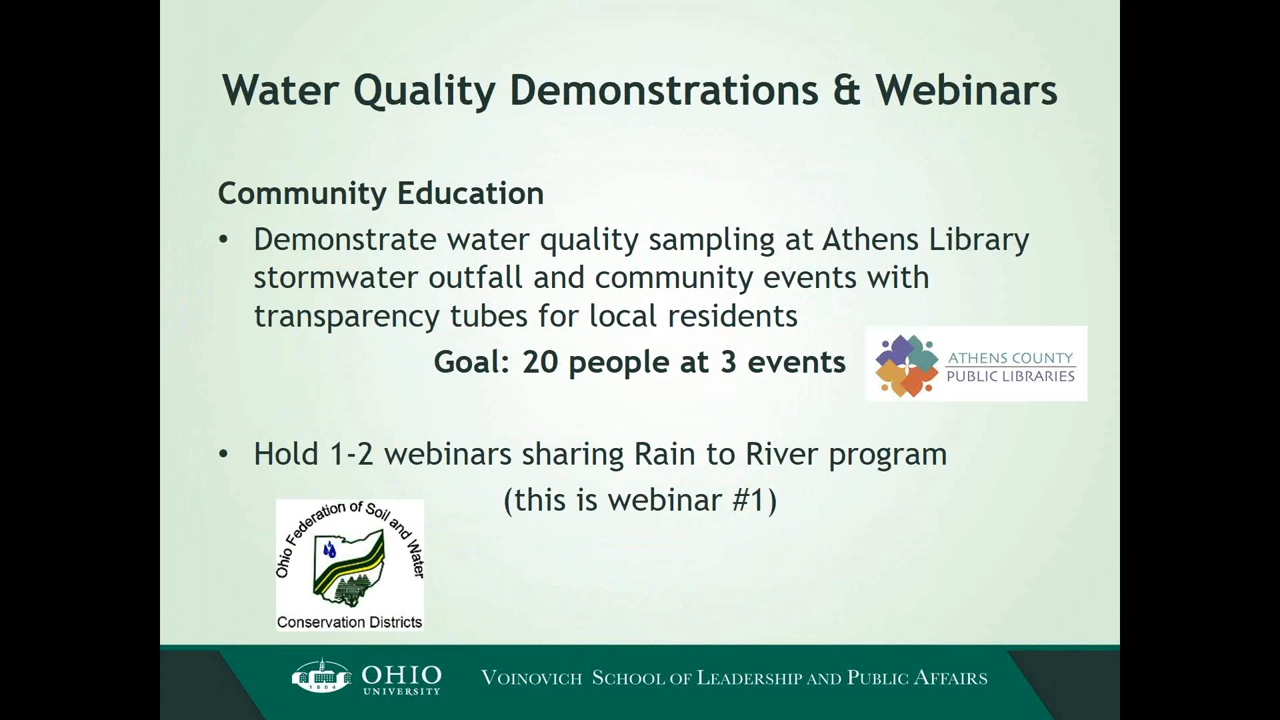 Water Quality Demonstrations & Webinars
Community Education
• Demonstrate water quality sampling at Athens Library
stormwater outfall and community events with
transparency tubes for local residents
Goal: 20 people at 3 events
ATHENS COUNTY
PUBLIC LIBRARIES
• Hold 1-2 webinars sharing Rain to River program
(this is webinar #1)
Ohio Federation of Soil and Water
Conservation Districts
1804
OHIO
UNIVERSITY
VOINOVICH SCHOOL OF LEADERSHIP AND PUBLIC AFFAIRS